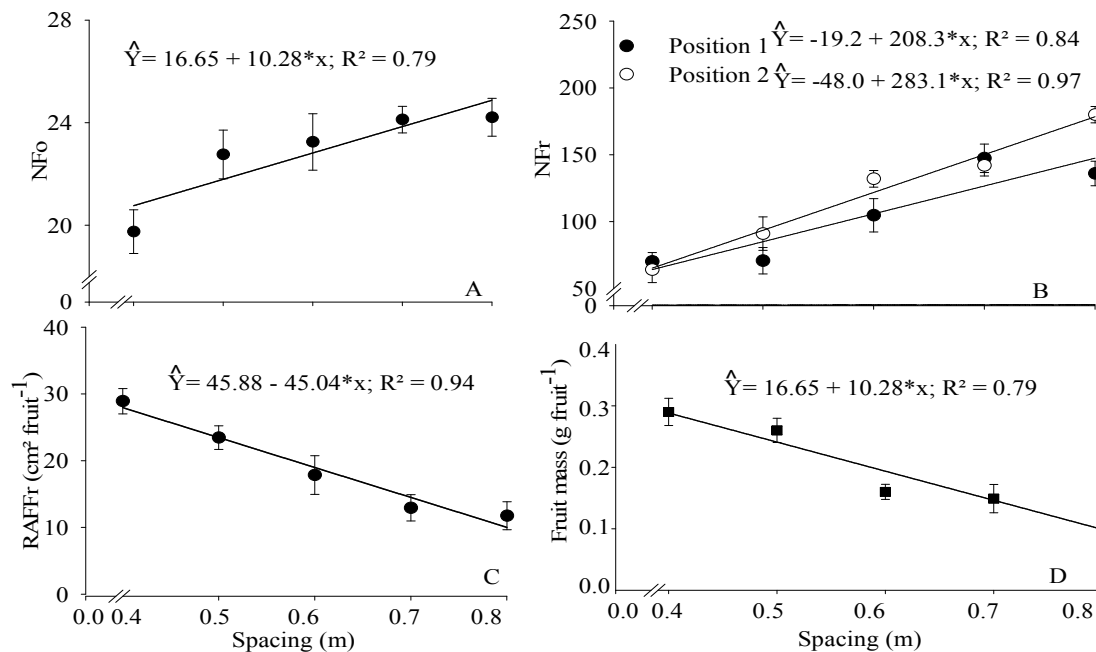 28
24
20
0
NFo
Ŷ= 16.65 + 10.28*x; R² = 0.79
A
250
200
150
100
50
0
NFr
Position 1 Ŷ= -19.2 + 208.3*x; R² = 0.84
Position 2 Ŷ= -48.0 + 283.1*x; R² = 0.97
B
40
30
20
10
0
RAFFr (cm² fruit⁻¹)
Ŷ= 45.88 - 45.04*x; R² = 0.94
C
0.0 0.4 0.5 0.6 0.7 0.8
Spacing (m)
0.4
0.3
0.2
0.1
0.0
Fruit mass (g fruit⁻¹)
Ŷ= 16.65 + 10.28*x; R² = 0.79
D
0.0 0.4 0.5 0.6 0.7 0.8
Spacing (m)